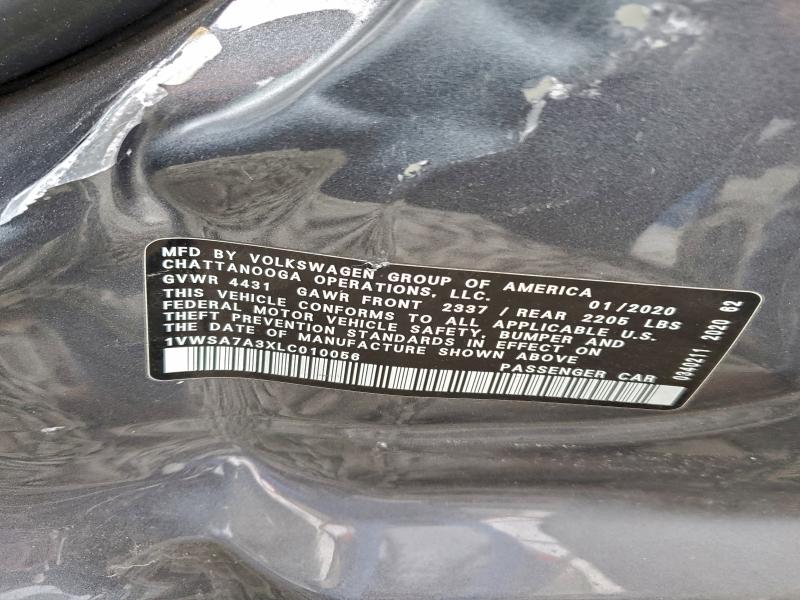 MFD BY VOLKSWAGEN GROUP OF AMERICA
CHATTANOOGA OPERATIONS, LLC. 01/2020
GVWR 4431 GAWR FRONT 2337 / REAR 2205 LBS
THIS VEHICLE CONFORMS TO ALL APPLICABLE U.S.
FEDERAL MOTOR VEHICLE SAFETY, BUMPER AND
THEFT PREVENTION STANDARDS IN EFFECT ON
THE DATE OF MANUFACTURE SHOWN ABOVE
1VWSA7A3XLC010056 PASSENGER CAR
0340211 2020 62